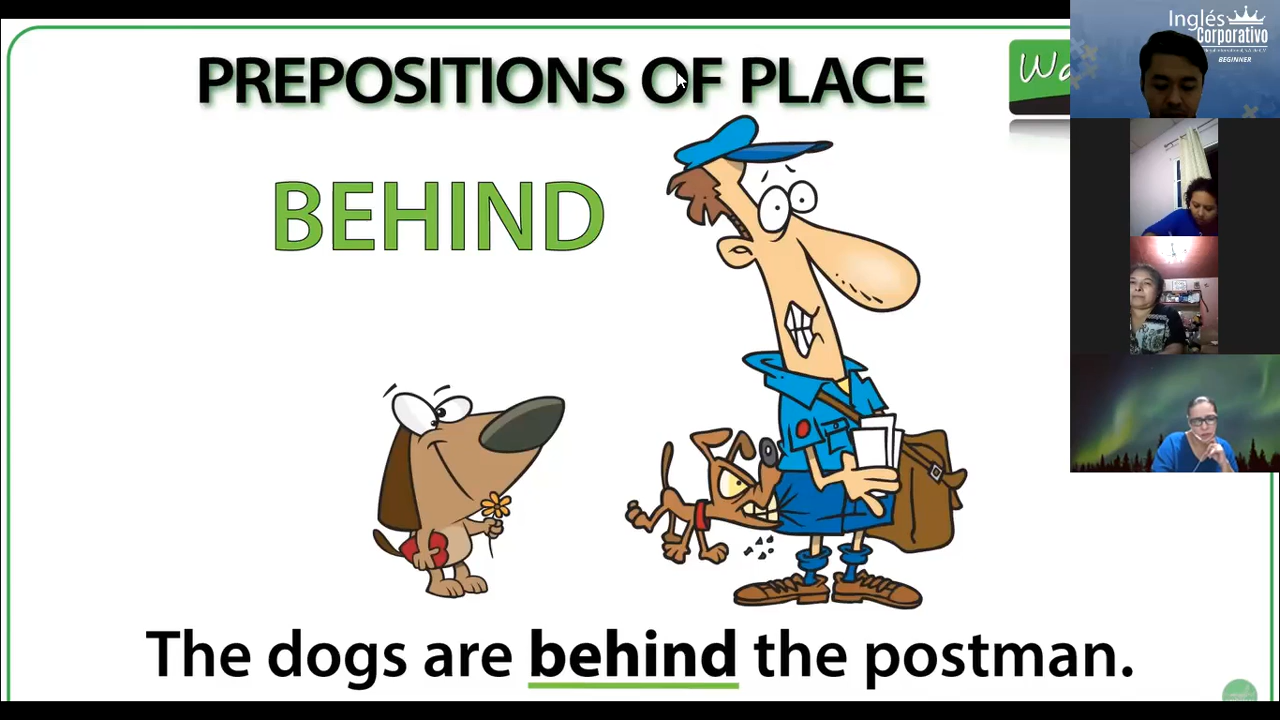 PREPOSITIONS OF PLACE
BEHIND
The dogs are behind the postman.
Inglés
Corporativo
BEGINNER